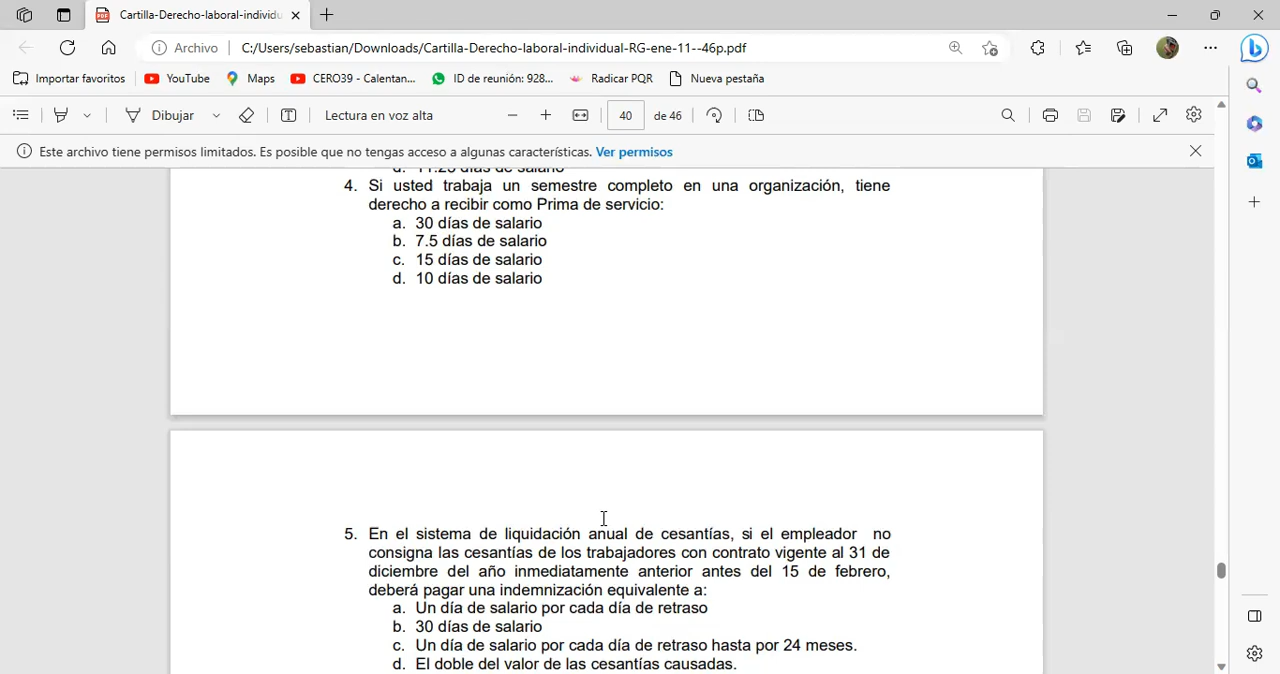 Cartilla-Derecho-laboral-individu
Archivo C:/Users/sebastian/Downloads/Cartilla-Derecho-laboral-individual-RG-ene-11--46p.pdf
Importar favoritos YouTube Maps CERO39 - Calentan... ID de reunión: 928... Radicar PQR Nueva pestaña
Dibujar Lectura en voz alta 40 de 46
Este archivo tiene permisos limitados. Es posible que no tengas acceso a algunas características. Ver permisos
d. 11.25 días de salario
4. Si usted trabaja un semestre completo en una organización, tiene
derecho a recibir como Prima de servicio:
a. 30 días de salario
b. 7.5 días de salario
c. 15 días de salario
d. 10 días de salario
5. En el sistema de liquidación anual de cesantías, si el empleador no
consigna las cesantías de los trabajadores con contrato vigente al 31 de
diciembre del año inmediatamente anterior antes del 15 de febrero,
deberá pagar una indemnización equivalente a:
a. Un día de salario por cada día de retraso
b. 30 días de salario
c. Un día de salario por cada día de retraso hasta por 24 meses.
d. El doble del valor de las cesantías causadas.